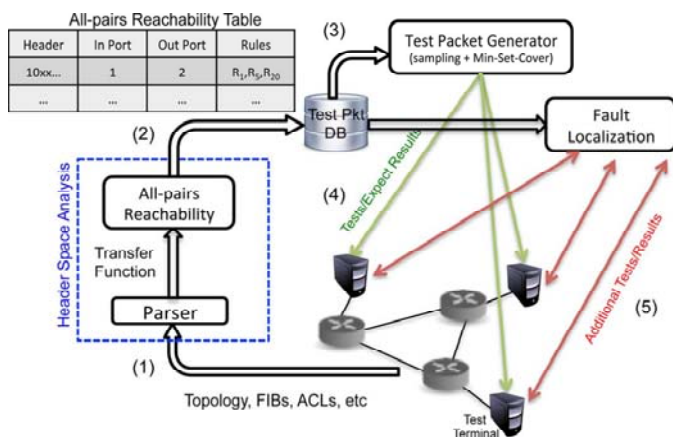 All-pairs Reachability Table
Header In Port Out Port Rules
10xx... 1 2 R1,R5,R20
... ... ... ...
(3)
Test Packet Generator
(sampling + Min-Set-Cover)
(2)
Test Pkt
DB
Fault
Localization
Header Space Analysis
All-pairs
Reachability
Transfer
Function
Parser
(4)
Tests/Expect Results
Additional Tests/Results
(5)
(1)
Topology, FIBs, ACLs, etc
Test
Terminal